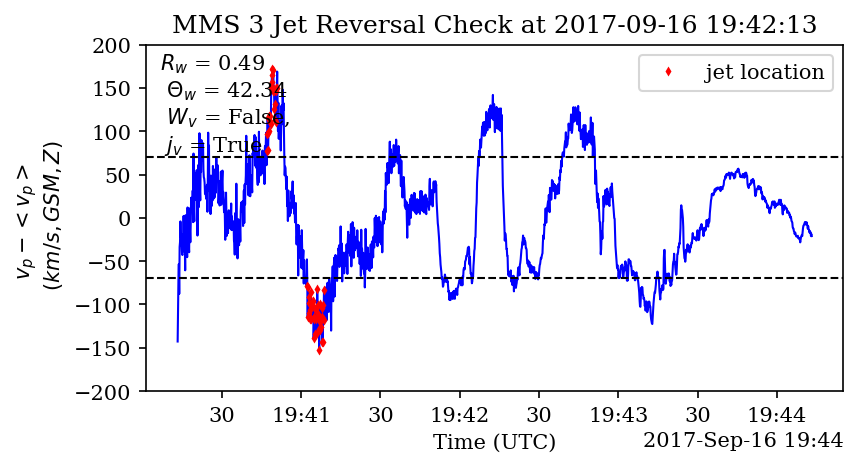 MMS 3 Jet Reversal Check at 2017-09-16 19:42:13
200
150
100
50
0
−50
−100
−150
−200
v_p − <v_p>
(km/s, GSM, Z)
R_w = 0.49
Θ_w = 42.34
W_v = False,
j_v = True
jet location
30 19:41 30 19:42 30 19:43 30 19:44
Time (UTC)
2017-Sep-16 19:44